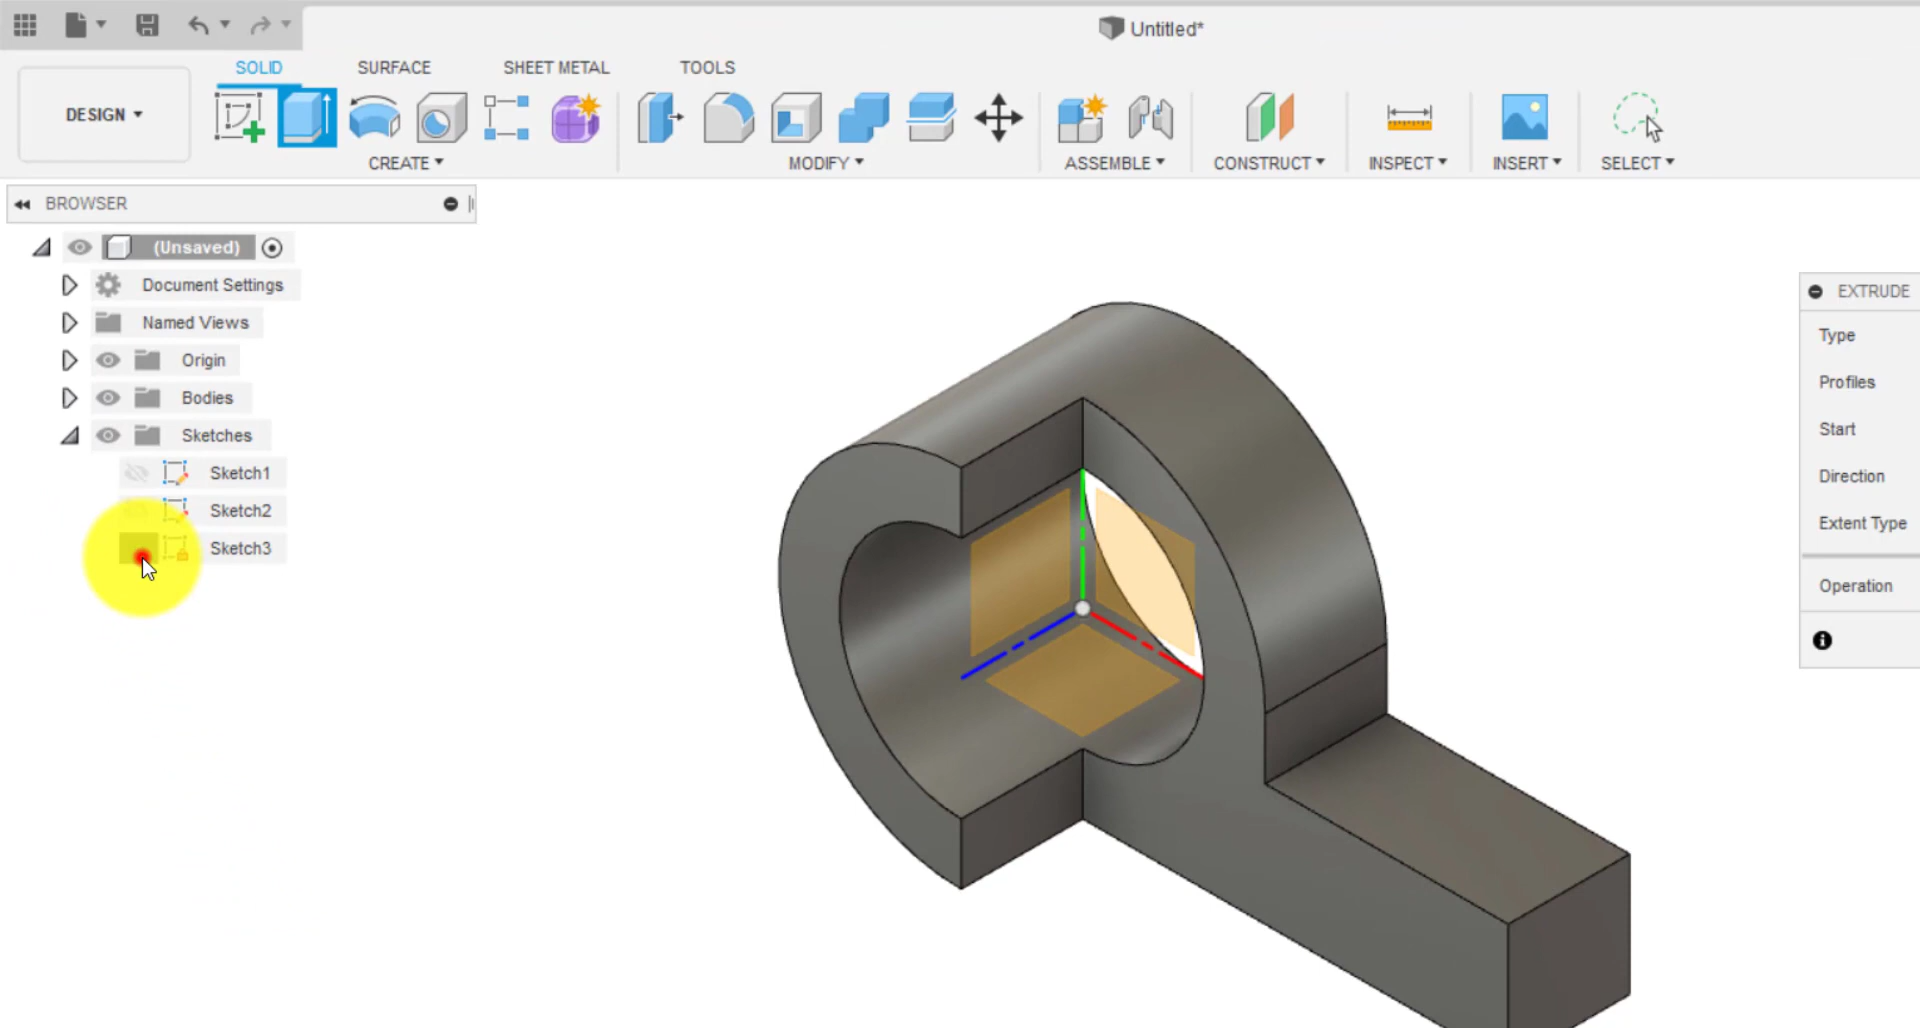 Untitled*
SOLID SURFACE SHEET METAL TOOLS
DESIGN
CREATE MODIFY ASSEMBLE CONSTRUCT INSPECT INSERT SELECT
BROWSER
(Unsaved)
Document Settings
Named Views
Origin
Bodies
Sketches
Sketch1
Sketch2
Sketch3
EXTRUDE
Type
Profiles
Start
Direction
Extent Type
Operation